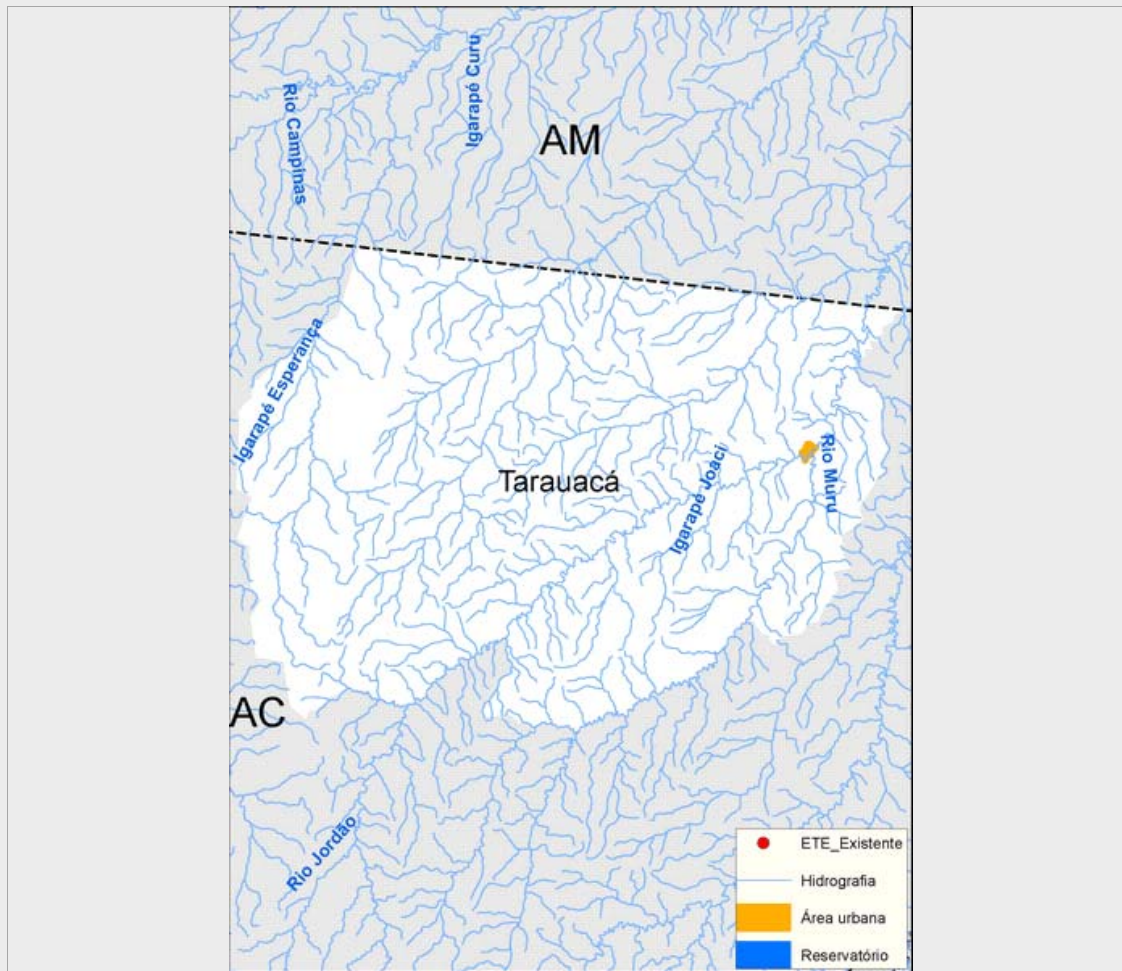 Rio Campinas
Igarapé Curu
AM
Igarapé Esperança
Tarauacá
Igarapé Joaci
Rio Muru
AC
Rio Jordão
ETE_Existente
Hidrografia
Área urbana
Reservatório